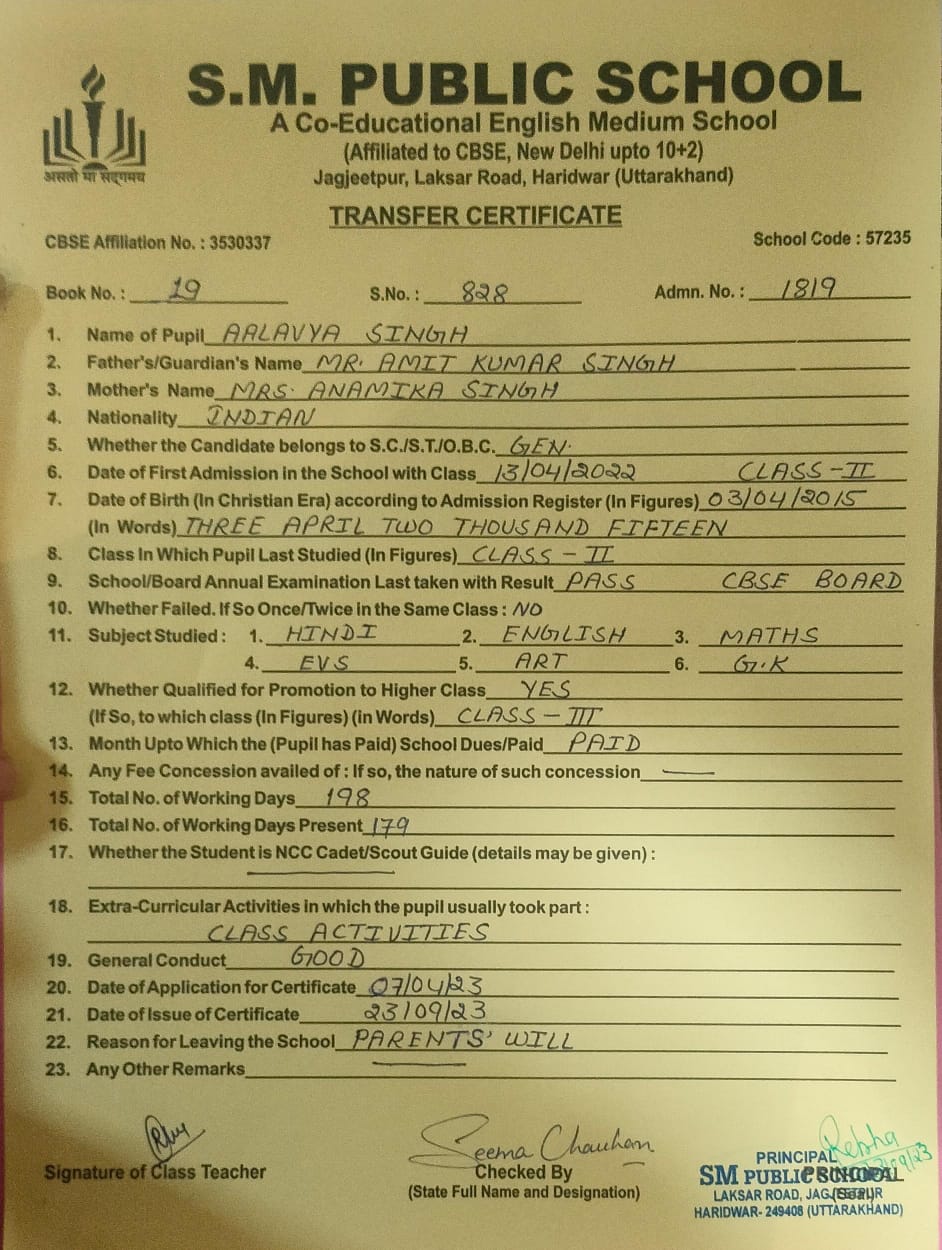 असतो मा सद्गमय
S.M. PUBLIC SCHOOL
A Co-Educational English Medium School
(Affiliated to CBSE, New Delhi upto 10+2)
Jagjeetpur, Laksar Road, Haridwar (Uttarakhand)
TRANSFER CERTIFICATE
CBSE Affiliation No. : 3530337 School Code : 57235
Book No. : 19 S.No. : 828 Admn. No. : 1819
1. Name of Pupil AALAVYA SINGH
2. Father's/Guardian's Name MR. AMIT KUMAR SINGH
3. Mother's Name MRS. ANAMIKA SINGH
4. Nationality INDIAN
5. Whether the Candidate belongs to S.C./S.T./O.B.C. GEN.
6. Date of First Admission in the School with Class 13/04/2022 CLASS-II
7. Date of Birth (In Christian Era) according to Admission Register (In Figures) 03/04/2015
(In Words) THREE APRIL TWO THOUSAND FIFTEEN
8. Class In Which Pupil Last Studied (In Figures) CLASS-II
9. School/Board Annual Examination Last taken with Result PASS CBSE BOARD
10. Whether Failed. If So Once/Twice in the Same Class : NO
11. Subject Studied : 1. HINDI 2. ENGLISH 3. MATHS
4. EVS 5. ART 6. G.K
12. Whether Qualified for Promotion to Higher Class YES
(If So, to which class (In Figures) (in Words) CLASS-III
13. Month Upto Which the (Pupil has Paid) School Dues/Paid PAID
14. Any Fee Concession availed of : If so, the nature of such concession —
15. Total No. of Working Days 198
16. Total No. of Working Days Present 179
17. Whether the Student is NCC Cadet/Scout Guide (details may be given) :
18. Extra-Curricular Activities in which the pupil usually took part :
CLASS ACTIVITIES
19. General Conduct GOOD
20. Date of Application for Certificate 07/04/23
21. Date of Issue of Certificate 23/09/23
22. Reason for Leaving the School PARENTS' WILL
23. Any Other Remarks —
Seema Chauhan
Signature of Class Teacher Checked By
(State Full Name and Designation)
PRINCIPAL
SM PUBLIC SCHOOL
PRINCIPAL
(Seal)
LAKSAR ROAD, JAGJEETPUR
HARIDWAR- 249408 (UTTARAKHAND)